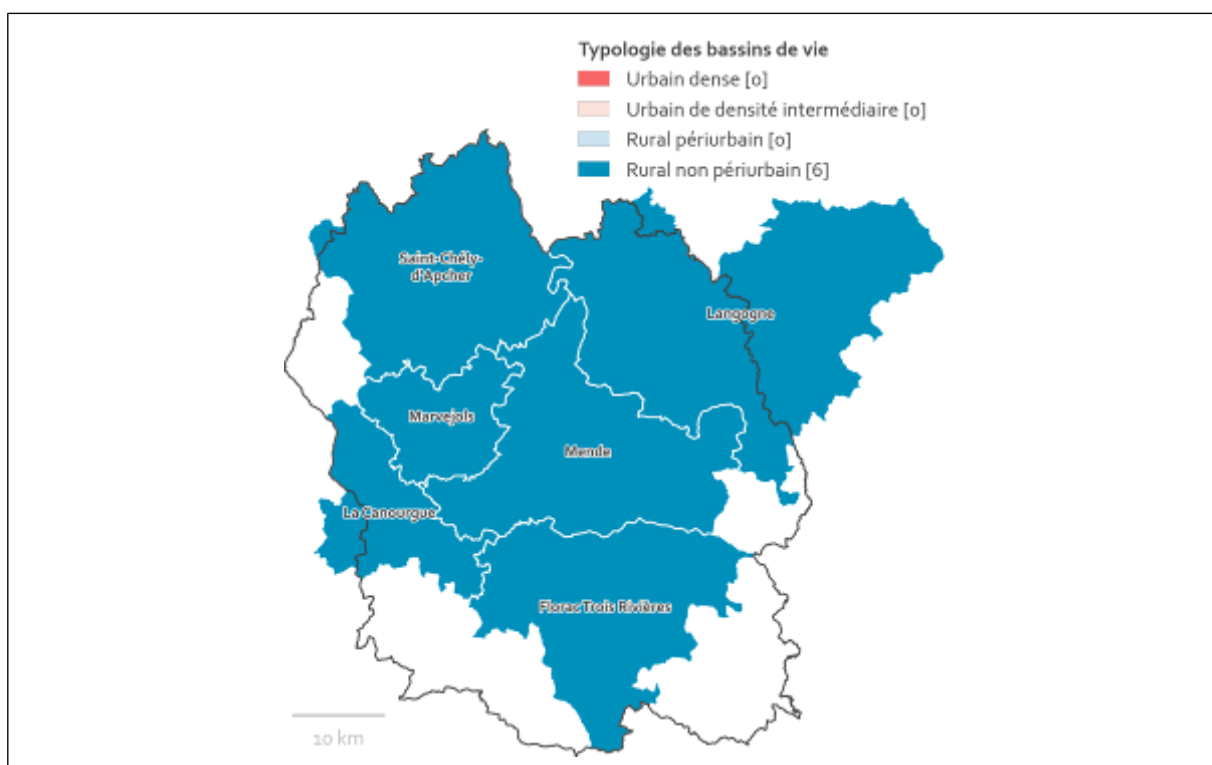 Typologie des bassins de vie
Urbain dense [0]
Urbain de densité intermédiaire [0]
Rural périurbain [0]
Rural non périurbain [6]
Saint-Chély-
d'Apcher
Langogne
Marvejols
Mende
La Canourgue
Florac Trois Rivières
10 km